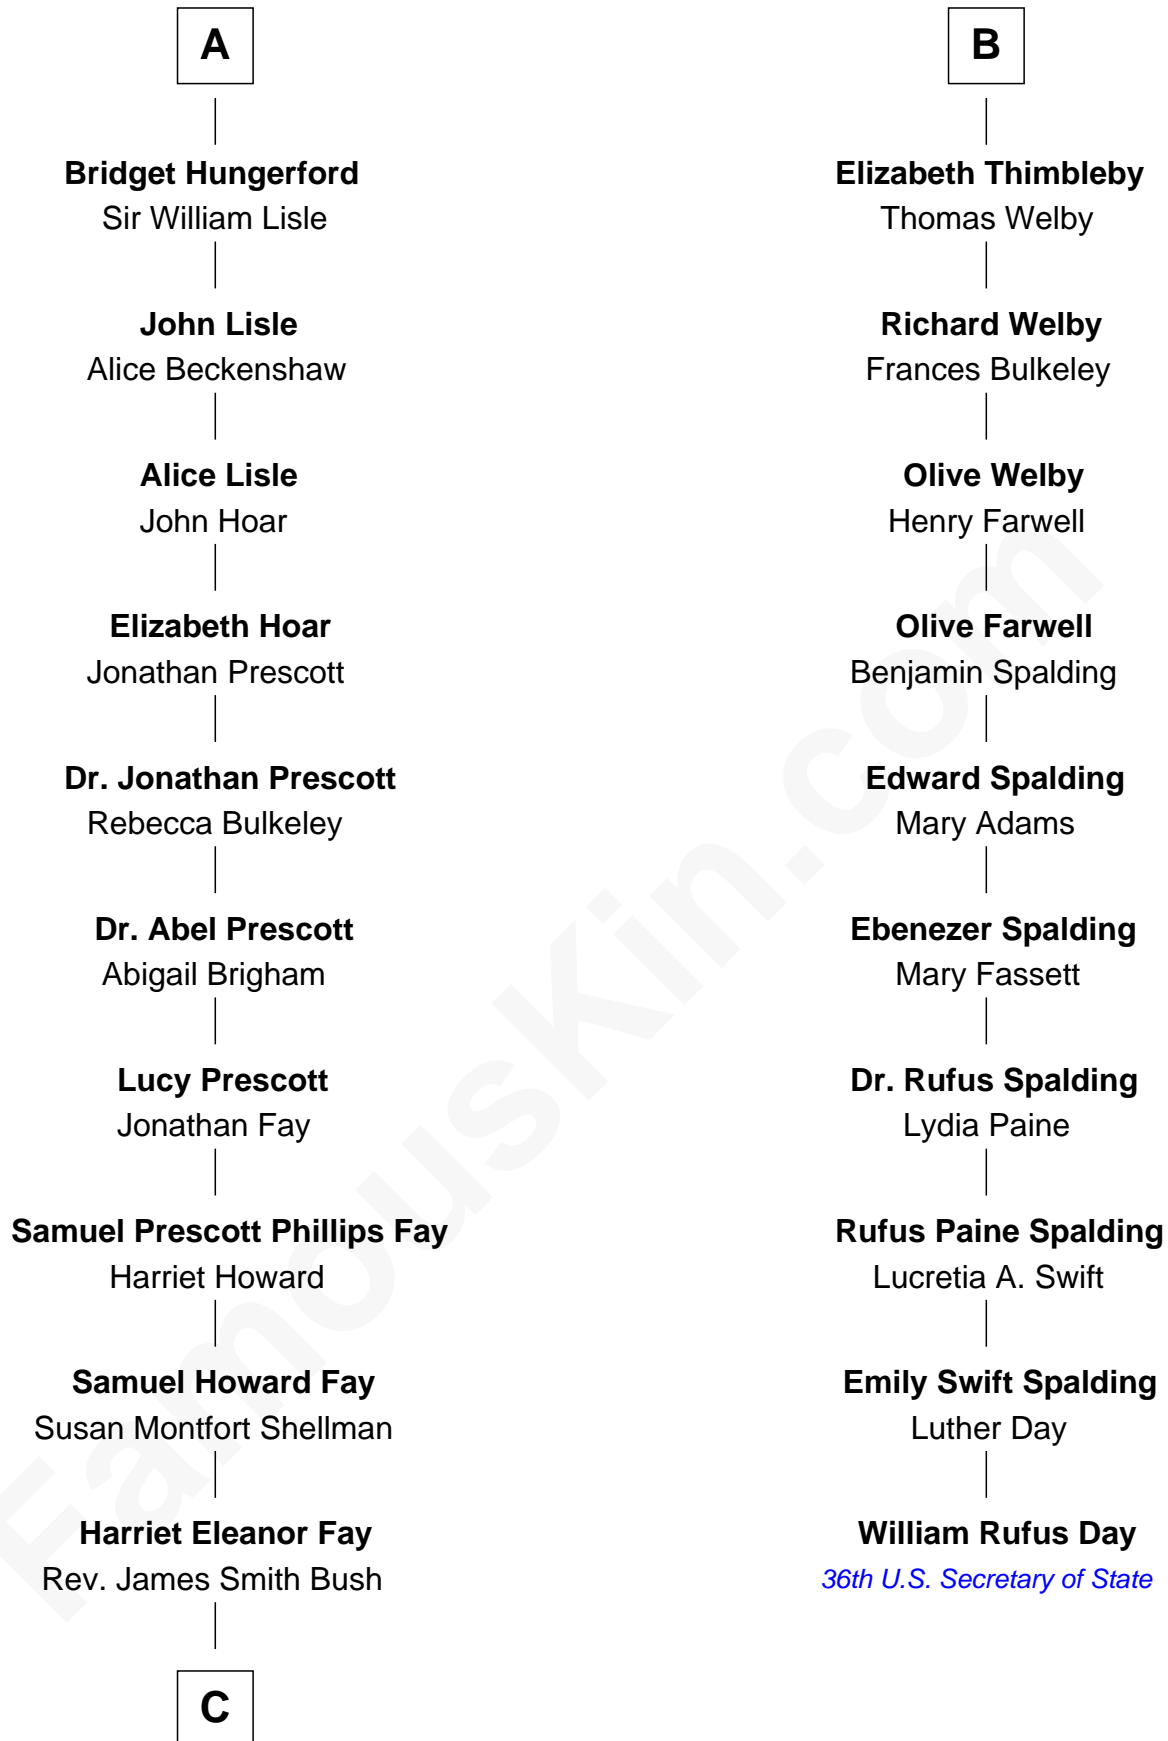 A
Bridget Hungerford
Sir William Lisle
John Lisle
Alice Beckenshaw
Alice Lisle
John Hoar
Elizabeth Hoar
Jonathan Prescott
Dr. Jonathan Prescott
Rebecca Bulkeley
Dr. Abel Prescott
Abigail Brigham
Lucy Prescott
Jonathan Fay
Samuel Prescott Phillips Fay
Harriet Howard
Samuel Howard Fay
Susan Montfort Shellman
Harriet Eleanor Fay
Rev. James Smith Bush
C
B
Elizabeth Thimbleby
Thomas Welby
Richard Welby
Frances Bulkeley
Olive Welby
Henry Farwell
Olive Farwell
Benjamin Spalding
Edward Spalding
Mary Adams
Ebenezer Spalding
Mary Fassett
Dr. Rufus Spalding
Lydia Paine
Rufus Paine Spalding
Lucretia A. Swift
Emily Swift Spalding
Luther Day
William Rufus Day
36th U.S. Secretary of State
FamousKin.com